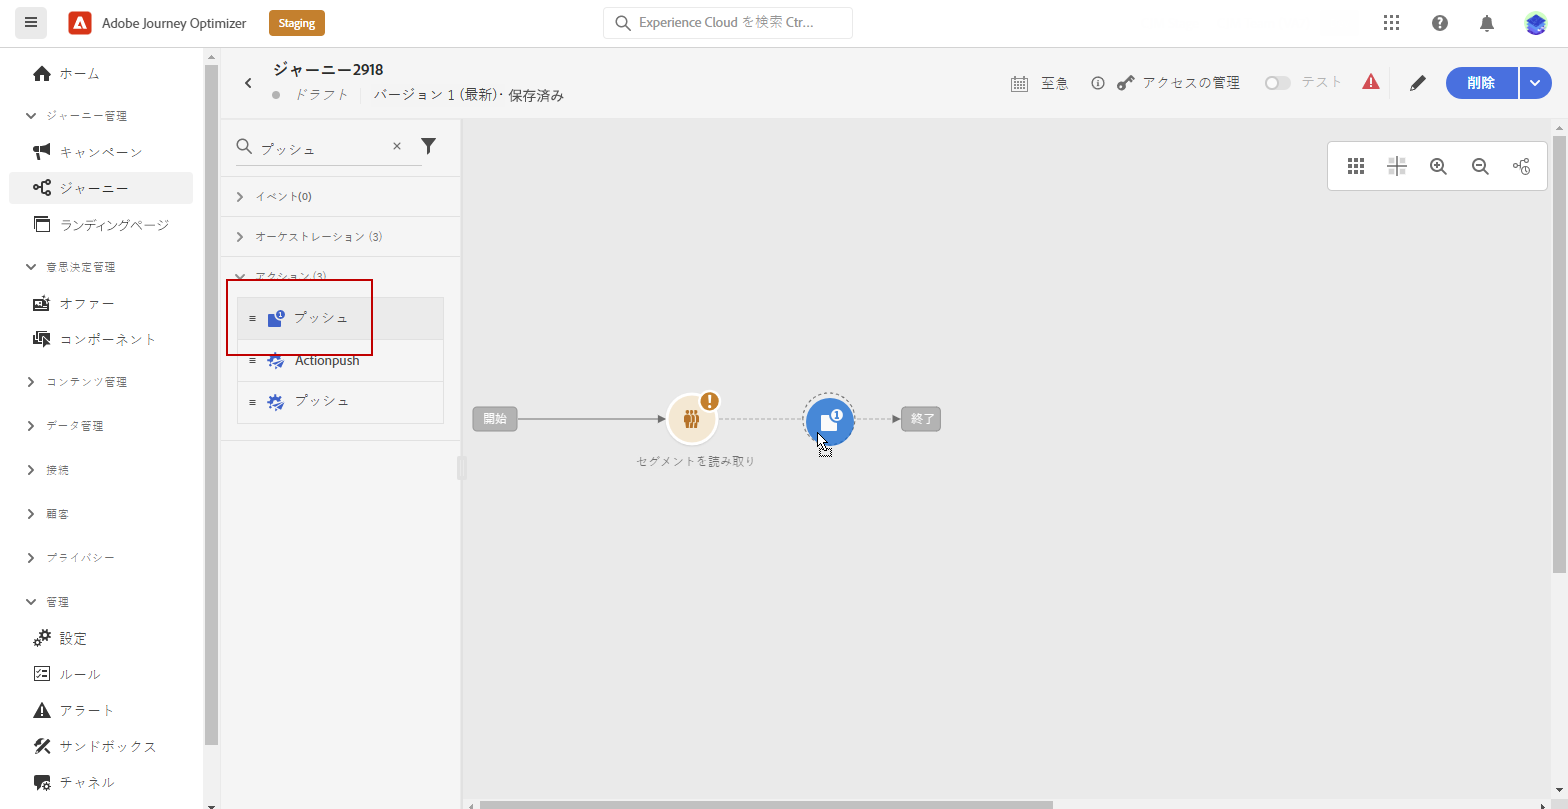 Adobe Journey Optimizer
Staging
Experience Cloud を検索 Ctr...
ホーム
ジャーニー管理
キャンペーン
ジャーニー
ランディングページ
意思決定管理
オファー
コンポーネント
コンテンツ管理
データ管理
接続
顧客
プライバシー
管理
設定
ルール
アラート
サンドボックス
チャネル
ジャーニー2918
ドラフト
バージョン 1 (最新)· 保存済み
至急
アクセスの管理
テスト
削除
プッシュ
イベント(0)
オーケストレーション (3)
アクション (3)
プッシュ
Actionpush
プッシュ
開始
セグメントを読み取り
終了